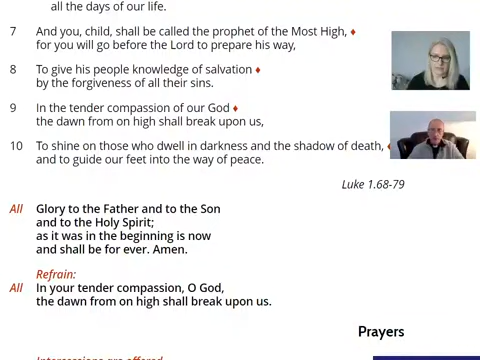 all the days of our life.
7 And you, child, shall be called the prophet of the Most High, ♦
for you will go before the Lord to prepare his way,
8 To give his people knowledge of salvation ♦
by the forgiveness of all their sins.
9 In the tender compassion of our God ♦
the dawn from on high shall break upon us,
10 To shine on those who dwell in darkness and the shadow of death, ♦
and to guide our feet into the way of peace.
Luke 1.68-79
All Glory to the Father and to the Son
and to the Holy Spirit;
as it was in the beginning is now
and shall be for ever. Amen.
Refrain:
All In your tender compassion, O God,
the dawn from on high shall break upon us.
Prayers
Intercessions are offered